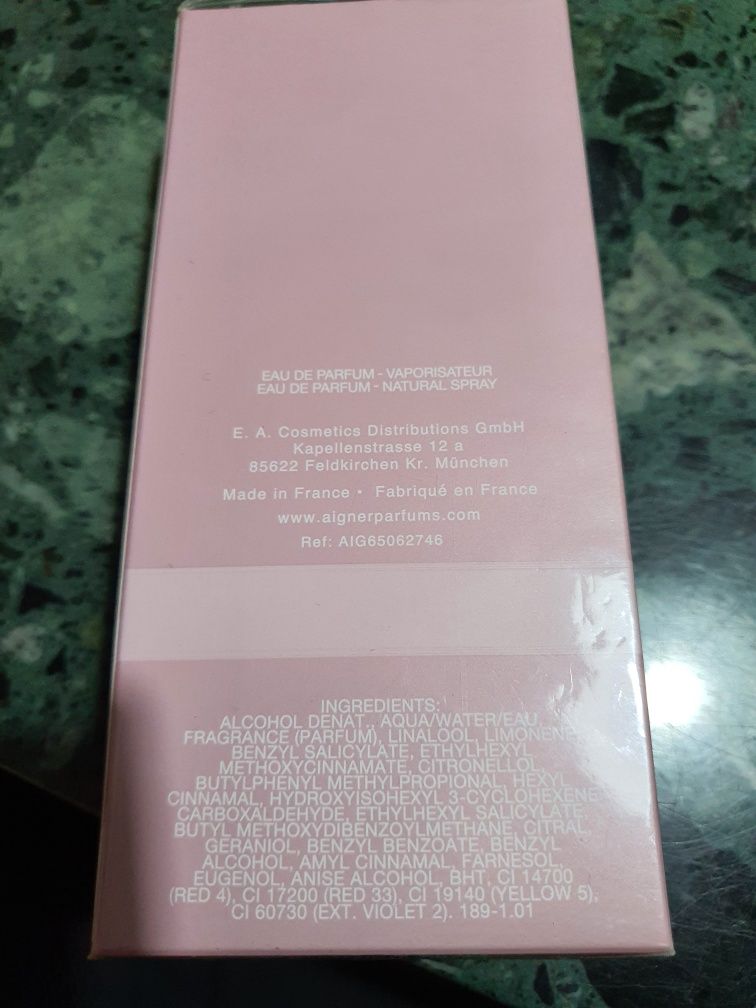 EAU DE PARFUM - VAPORISATEUR
EAU DE PARFUM - NATURAL SPRAY
E. A. Cosmetics Distributions GmbH
Kapellenstrasse 12 a
85622 Feldkirchen Kr. München
Made in France • Fabriqué en France
www.aignerparfums.com
Ref: AIG65062746
INGREDIENTS:
ALCOHOL DENAT., AQUA/WATER/EAU,
FRAGRANCE (PARFUM), LINALOOL, LIMONENE,
BENZYL SALICYLATE, ETHYLHEXYL
METHOXYCINNAMATE, CITRONELLOL,
BUTYLPHENYL METHYLPROPIONAL, HEXYL
CINNAMAL, HYDROXYISOHEXYL 3-CYCLOHEXENE
CARBOXALDEHYDE, ETHYLHEXYL SALICYLATE,
BUTYL METHOXYDIBENZOYLMETHANE, CITRAL,
GERANIOL, BENZYL BENZOATE, BENZYL
ALCOHOL, AMYL CINNAMAL, FARNESOL,
EUGENOL, ANISE ALCOHOL, BHT, CI 14700
(RED 4), CI 17200 (RED 33), CI 19140 (YELLOW 5),
CI 60730 (EXT. VIOLET 2). 189-1.01